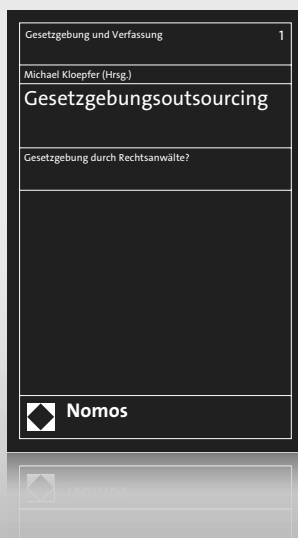 Gesetzgebung und Verfassung 1
Michael Kloepfer (Hrsg.)
Gesetzgebungsoutsourcing
Gesetzgebung durch Rechtsanwälte?
Nomos